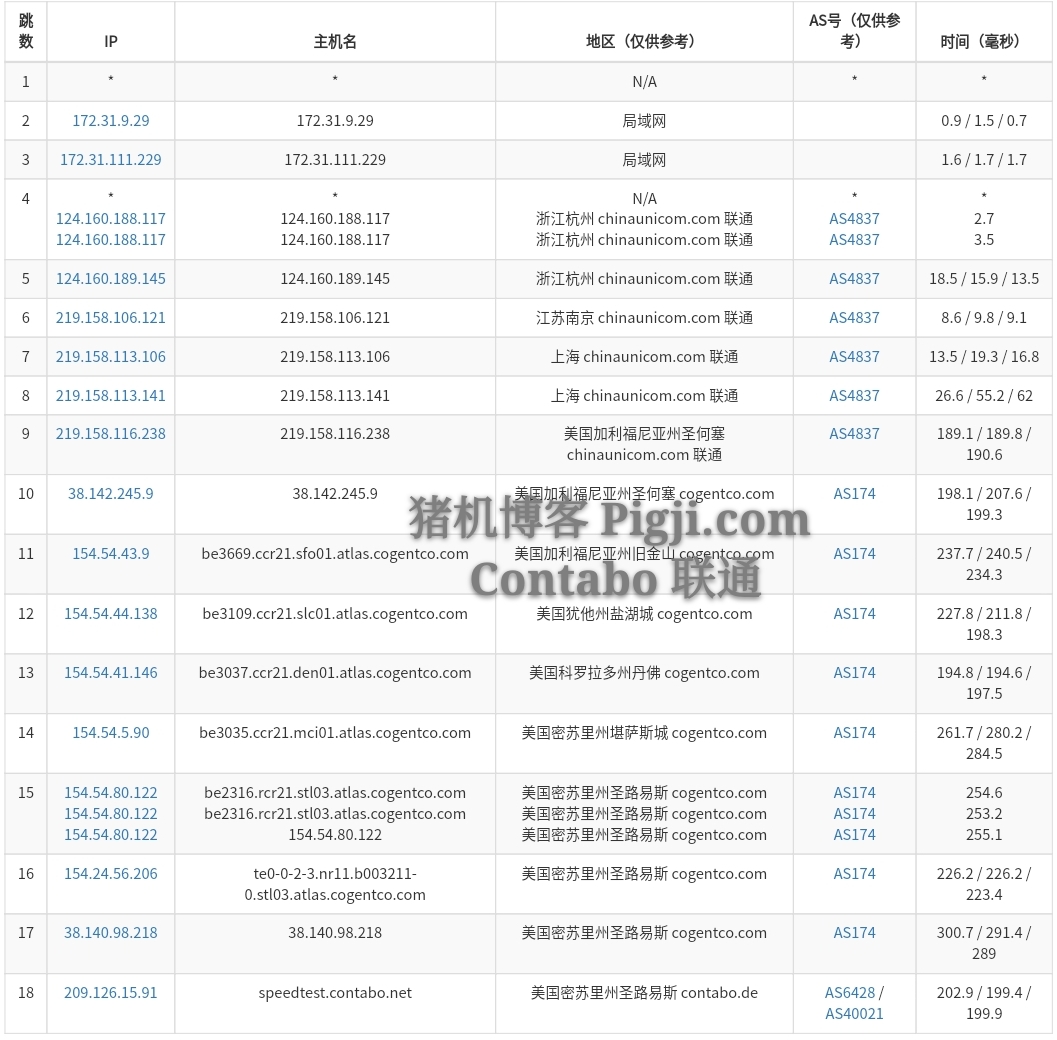 跳数 IP 主机名 地区（仅供参考） AS号（仅供参考） 时间（毫秒）
1 * * N/A * *
2 172.31.9.29 172.31.9.29 局域网 0.9 / 1.5 / 0.7
3 172.31.111.229 172.31.111.229 局域网 1.6 / 1.7 / 1.7
4 * * N/A * *
124.160.188.117 124.160.188.117 浙江杭州 chinaunicom.com 联通 AS4837 2.7
124.160.188.117 124.160.188.117 浙江杭州 chinaunicom.com 联通 AS4837 3.5
5 124.160.189.145 124.160.189.145 浙江杭州 chinaunicom.com 联通 AS4837 18.5 / 15.9 / 13.5
6 219.158.106.121 219.158.106.121 江苏南京 chinaunicom.com 联通 AS4837 8.6 / 9.8 / 9.1
7 219.158.113.106 219.158.113.106 上海 chinaunicom.com 联通 AS4837 13.5 / 19.3 / 16.8
8 219.158.113.141 219.158.113.141 上海 chinaunicom.com 联通 AS4837 26.6 / 55.2 / 62
9 219.158.116.238 219.158.116.238 美国加利福尼亚州圣何塞 AS4837 189.1 / 189.8 /
chinaunicom.com 联通 190.6
10 38.142.245.9 38.142.245.9 美国加利福尼亚州圣何塞 cogentco.com AS174 198.1 / 207.6 /
199.3
猪机博客 Pigji.com
11 154.54.43.9 be3669.ccr21.sfo01.atlas.cogentco.com 美国加利福尼亚州旧金山 cogentco.com AS174 237.7 / 240.5 /
234.3
Contabo 联通
12 154.54.44.138 be3109.ccr21.slc01.atlas.cogentco.com 美国犹他州盐湖城 cogentco.com AS174 227.8 / 211.8 /
198.3
13 154.54.41.146 be3037.ccr21.den01.atlas.cogentco.com 美国科罗拉多州丹佛 cogentco.com AS174 194.8 / 194.6 /
197.5
14 154.54.5.90 be3035.ccr21.mci01.atlas.cogentco.com 美国密苏里州堪萨斯城 cogentco.com AS174 261.7 / 280.2 /
284.5
15 154.54.80.122 be2316.rcr21.stl03.atlas.cogentco.com 美国密苏里州圣路易斯 cogentco.com AS174 254.6
154.54.80.122 be2316.rcr21.stl03.atlas.cogentco.com 美国密苏里州圣路易斯 cogentco.com AS174 253.2
154.54.80.122 154.54.80.122 美国密苏里州圣路易斯 cogentco.com AS174 255.1
16 154.24.56.206 te0-0-2-3.nr11.b003211- 美国密苏里州圣路易斯 cogentco.com AS174 226.2 / 226.2 /
0.stl03.atlas.cogentco.com 223.4
17 38.140.98.218 38.140.98.218 美国密苏里州圣路易斯 cogentco.com AS174 300.7 / 291.4 /
289
18 209.126.15.91 speedtest.contabo.net 美国密苏里州圣路易斯 contabo.de AS6428 / 202.9 / 199.4 /
AS40021 199.9